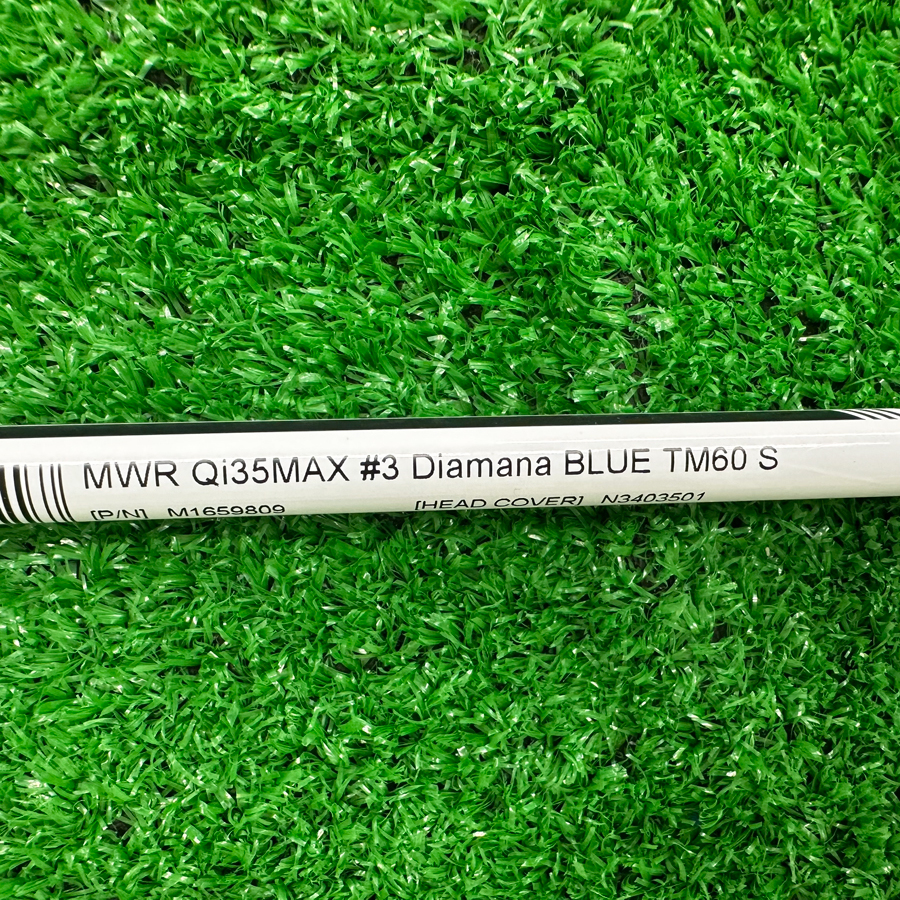 MWR Qi35MAX #3 Diamana BLUE TM60 S
[P/N] M1659809 [HEAD COVER] N3403501